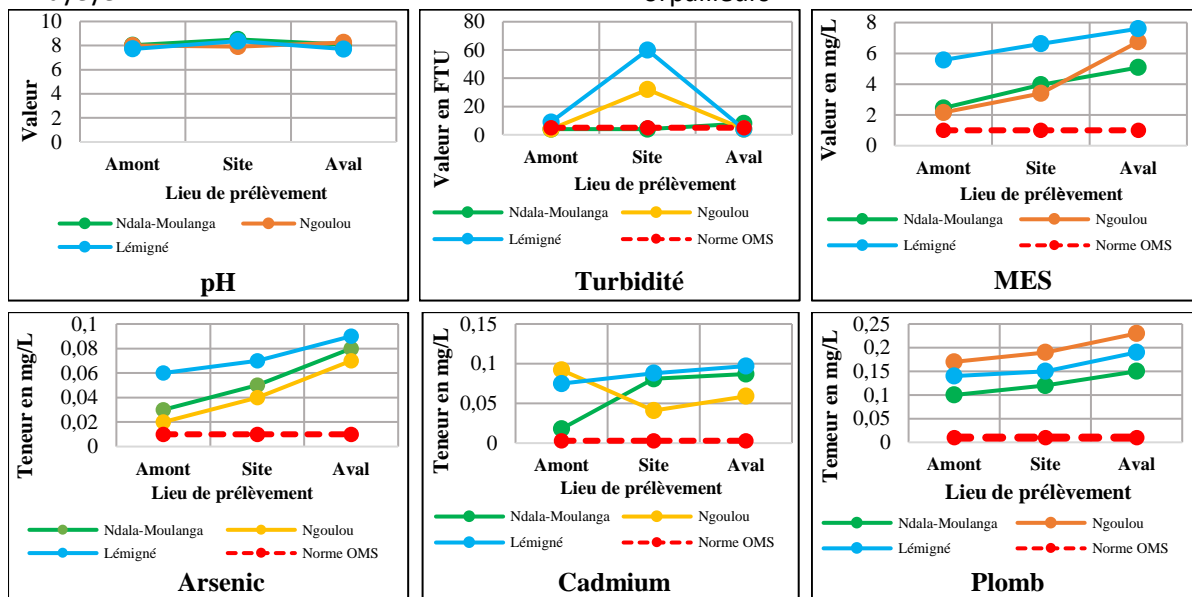 10
8
6
4
2
0
Valeur
Amont Site Aval
Lieu de prélèvement
Ndala-Moulanga Ngoulou
Lémigné
pH
80
60
40
20
0
Valeur en FTU
Amont Site Aval
Lieu de prélèvement
Ndala-Moulanga Ngoulou
Lémigné Norme OMS
Turbidité
8
6
4
2
0
Valeur en mg/L
Amont Site Aval
Lieu de prélèvement
Ndala-Moulanga Ngoulou
Lémigné Norme OMS
MES
0,1
0,08
0,06
0,04
0,02
0
Teneur en mg/L
Amont Site Aval
Lieu de prélèvement
Ndala-Moulanga Ngoulou
Lémigné Norme OMS
Arsenic
0,15
0,1
0,05
0
Teneur en mg/L
Amont Site Aval
Lieu de prélèvement
Ndala-Moulanga Ngoulou
Lémigné Norme OMS
Cadmium
0,25
0,2
0,15
0,1
0,05
0
Temeur en mg/L
Amont Site Aval
Lieu de prélèvement
Ndala-Moulanga Ngoulou
Lémigné Norme OMS
Plomb